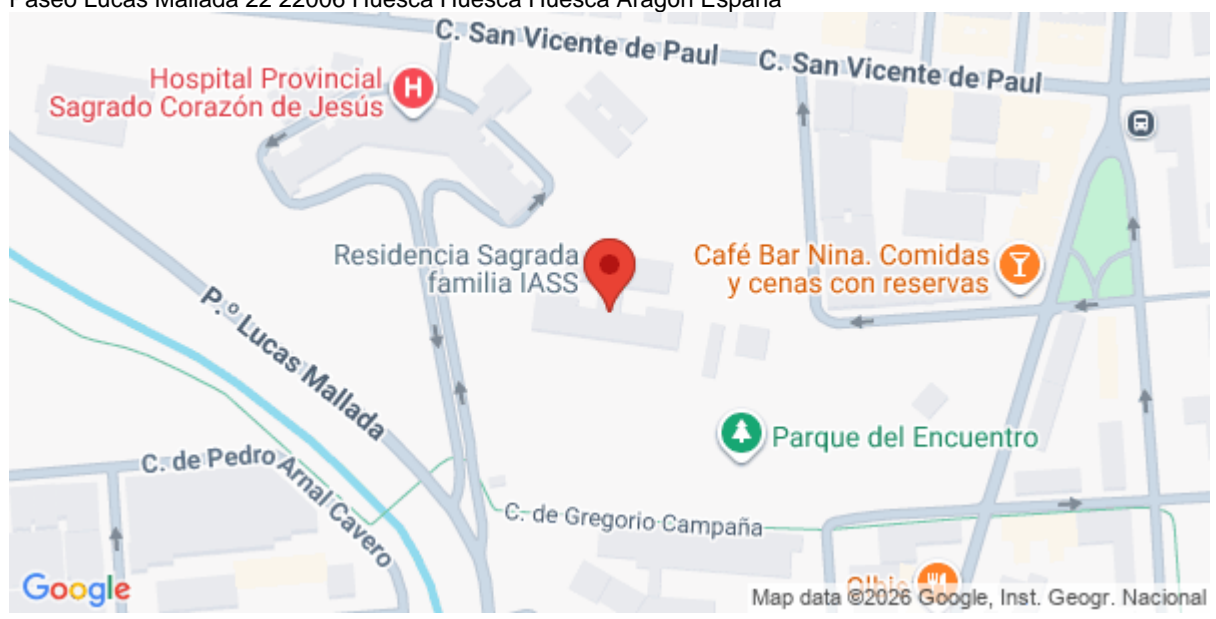 Paseo Lucas Mallada 22 22006 Huesca Huesca Huesca Aragón España
C. San Vicente de Paul
C. San Vicente de Paul
Hospital Provincial
Sagrado Corazón de Jesús
H
Residencia Sagrada
familia IASS
Café Bar Nina. Comidas
y cenas con reservas
P.º Lucas Mallada
Parque del Encuentro
C. de Pedro Arnal Cavero
C. de Gregorio Campaña
Google
Map data ©2026 Google, Inst. Geogr. Nacional